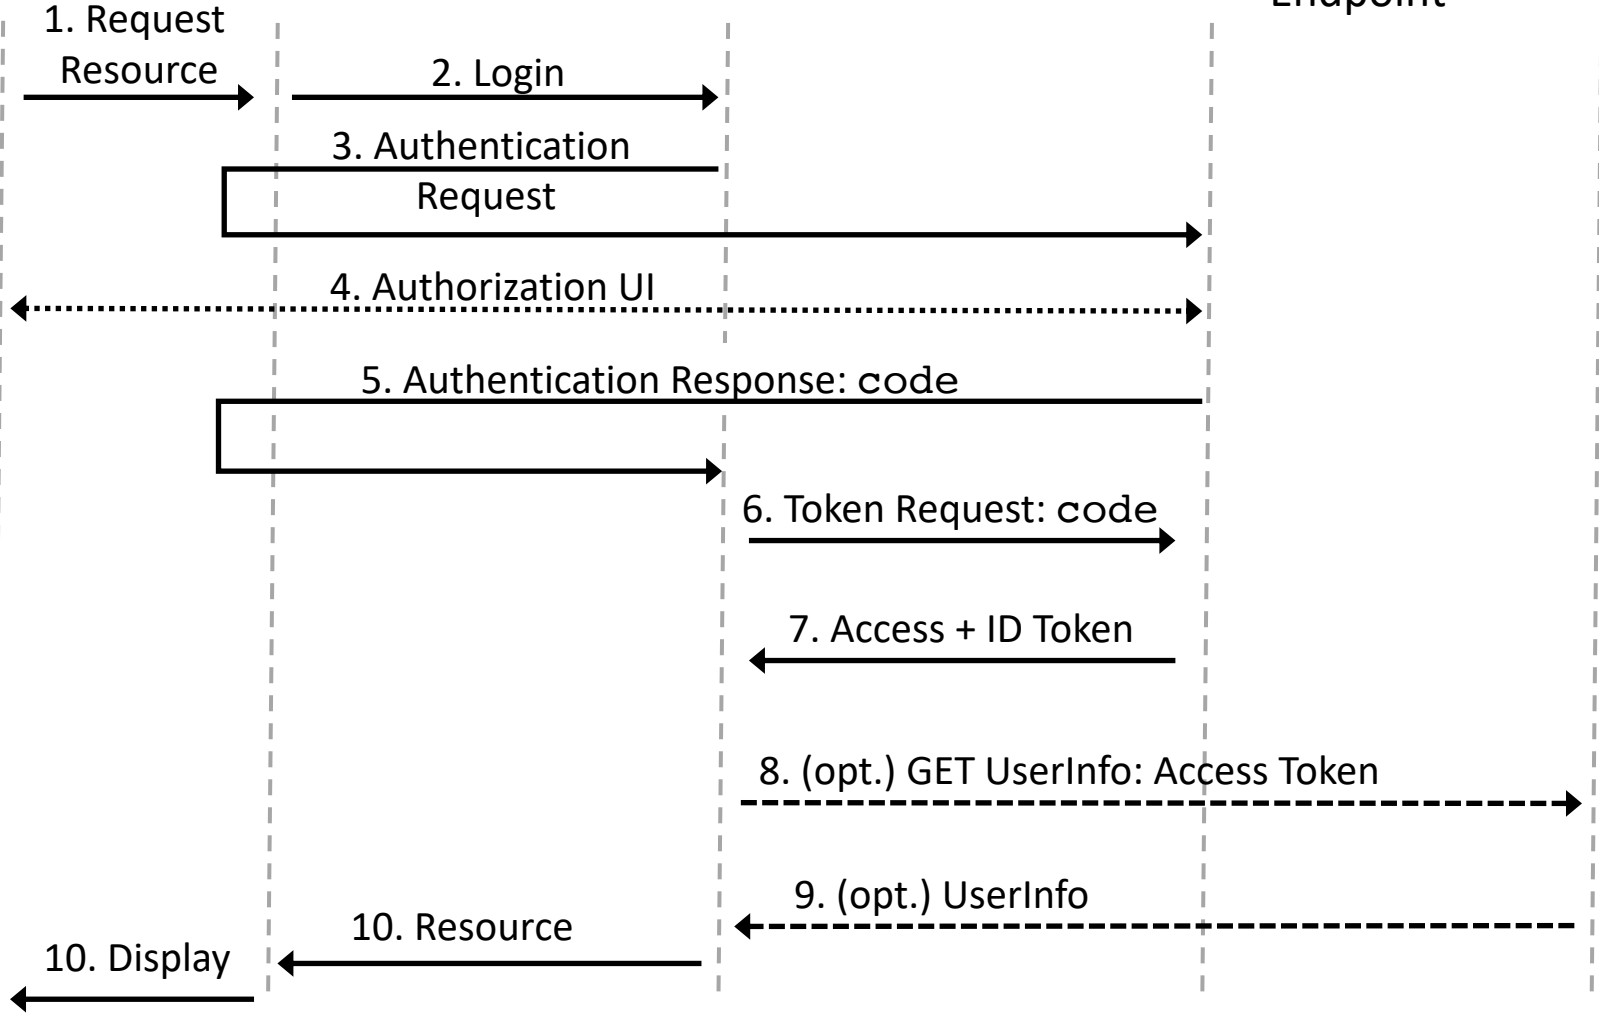 Endpoint
1. Request
Resource
2. Login
3. Authentication
Request
4. Authorization UI
5. Authentication Response: code
6. Token Request: code
7. Access + ID Token
8. (opt.) GET UserInfo: Access Token
9. (opt.) UserInfo
10. Resource
10. Display